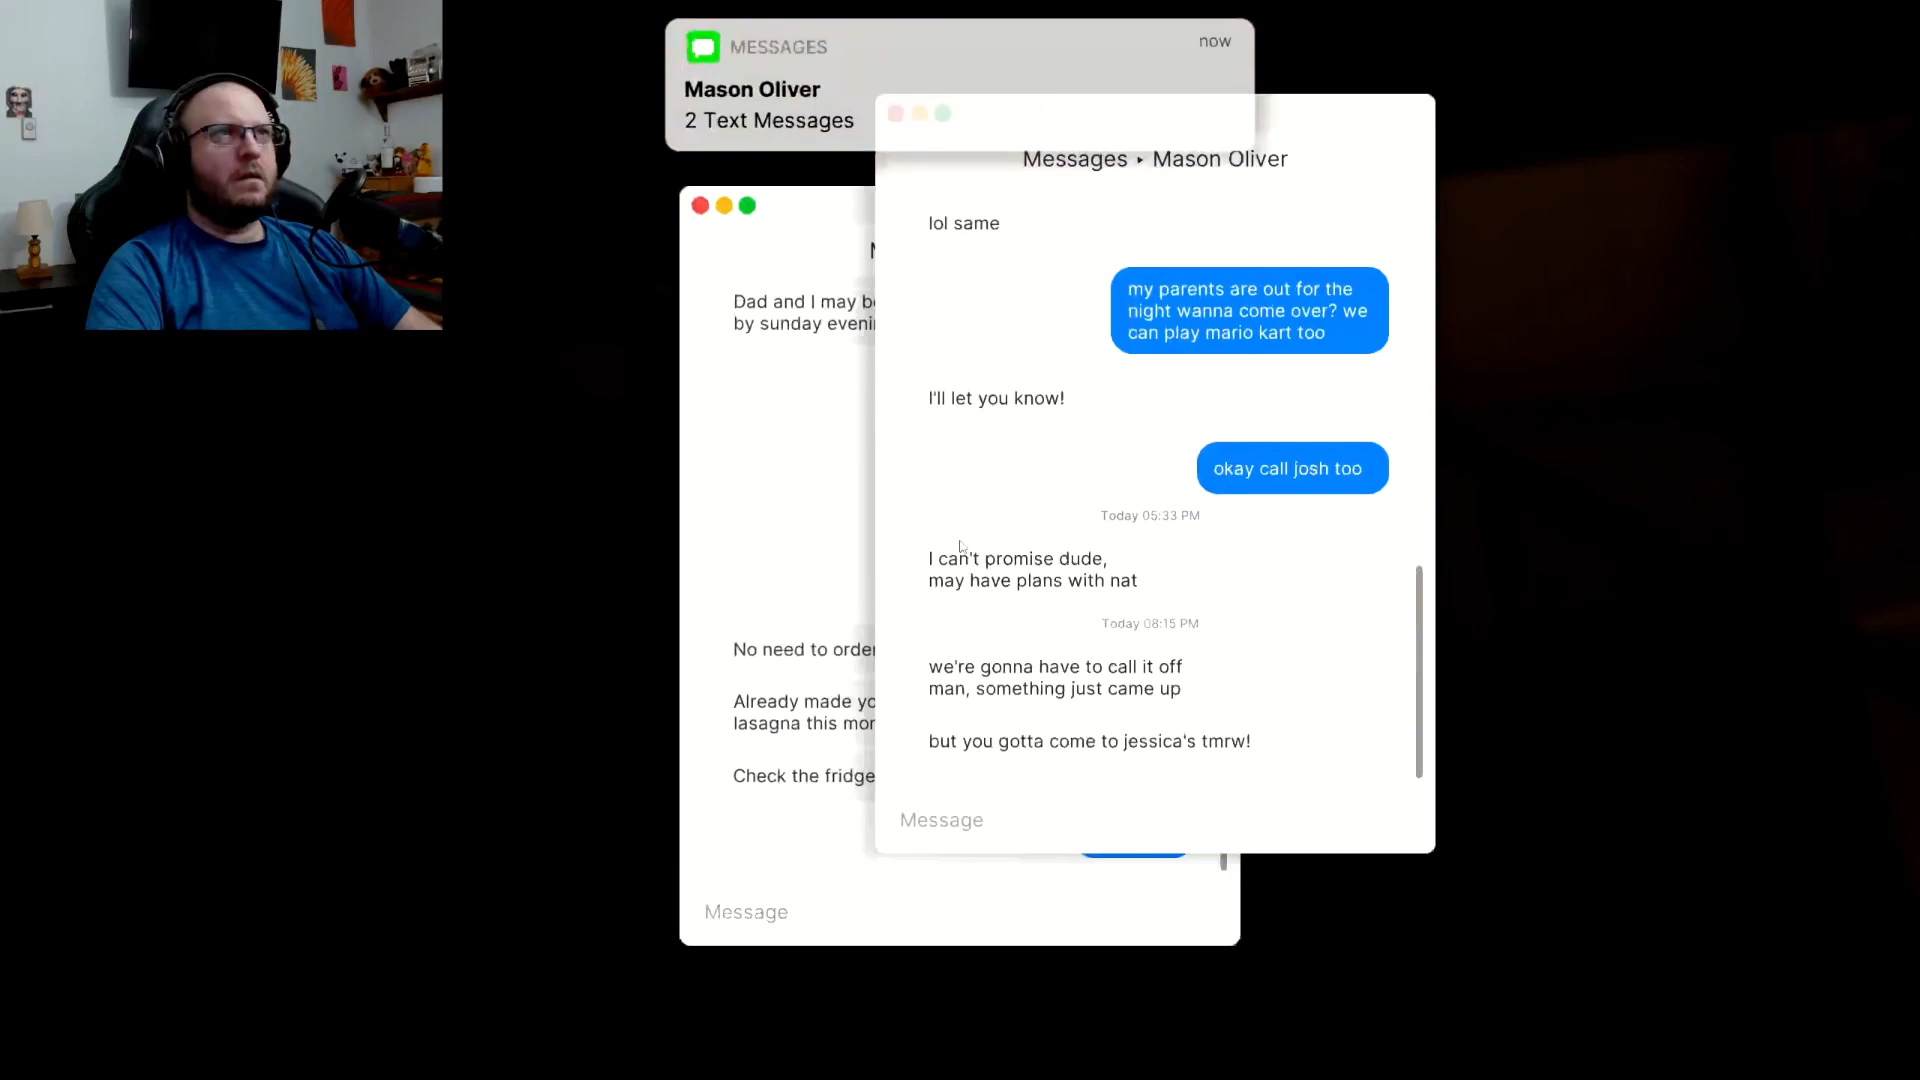 MESSAGES
now
Mason Oliver
2 Text Messages
Messages ▸ Mason Oliver
lol same
my parents are out for the
night wanna come over? we
can play mario kart too
I'll let you know!
okay call josh too
Today 05:33 PM
I can't promise dude,
may have plans with nat
Today 08:15 PM
we're gonna have to call it off
man, something just came up
but you gotta come to jessica's tmrw!
Message
Dad and I may
by sunday
No need to
Already made
lasagna this
Check the fridge
Message